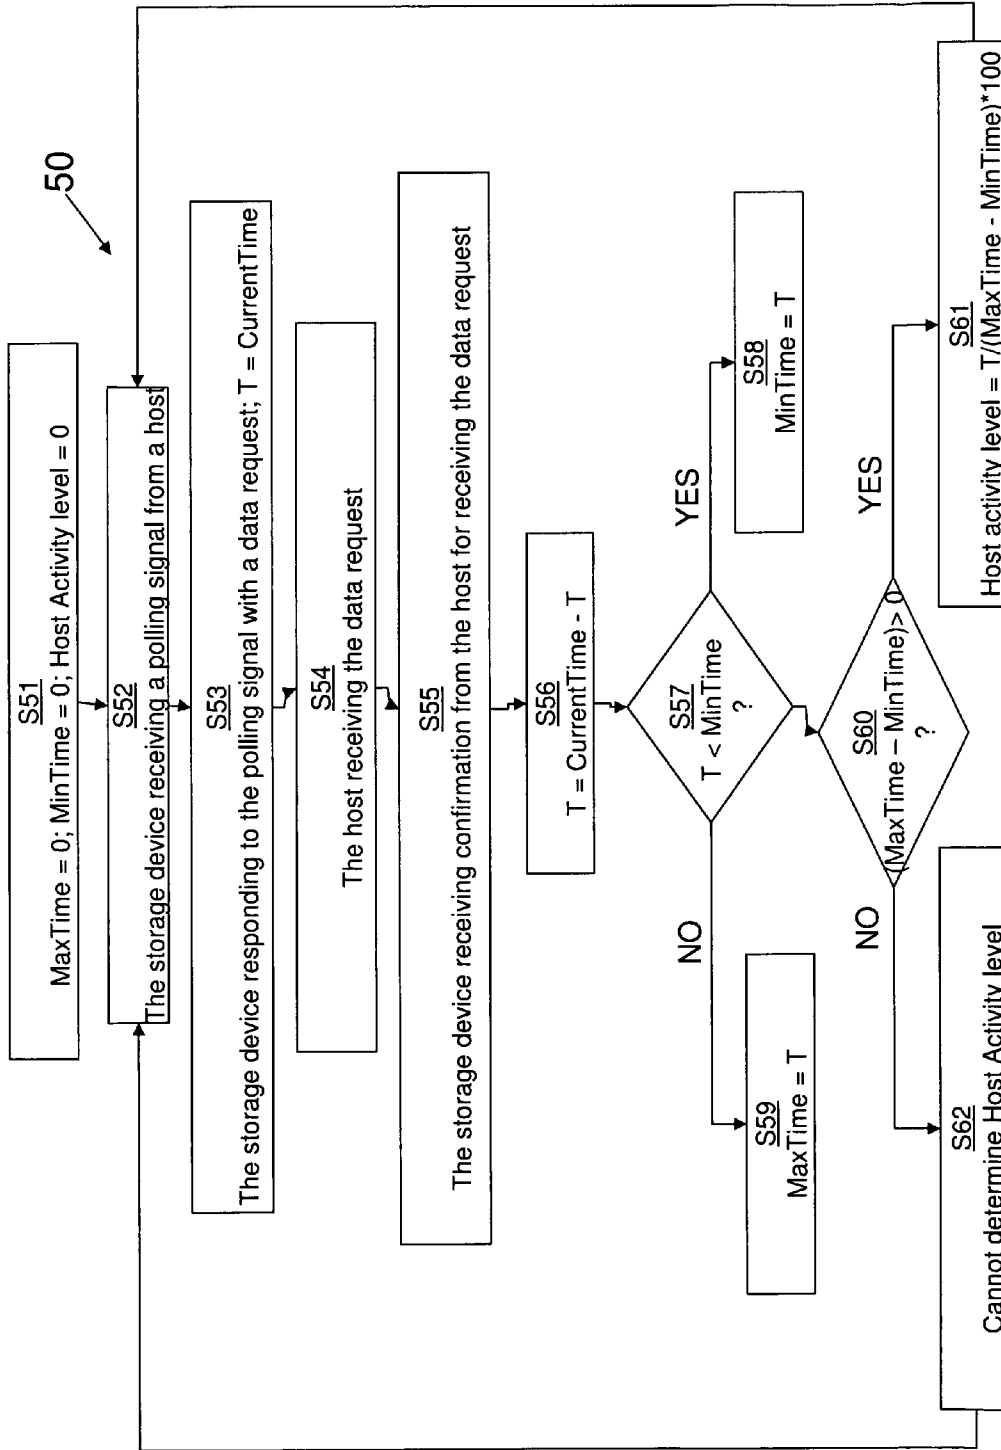 50
S51
MaxTime = 0; MinTime = 0; Host Activity level = 0
S52
The storage device receiving a polling signal from a host
S53
The storage device responding to the polling signal with a data request; T = CurrentTime
S54
The host receiving the data request
S55
The storage device receiving confirmation from the host for receiving the data request
S56
T = CurrentTime - T
S57
T < MinTime
?
NO
YES
S59
MaxTime = T
S58
MinTime = T
S60
(MaxTime – MinTime)> 0
?
NO
YES
S62
Cannot determine Host Activity level
S61
Host activity level = T/(MaxTime - MinTime)*100